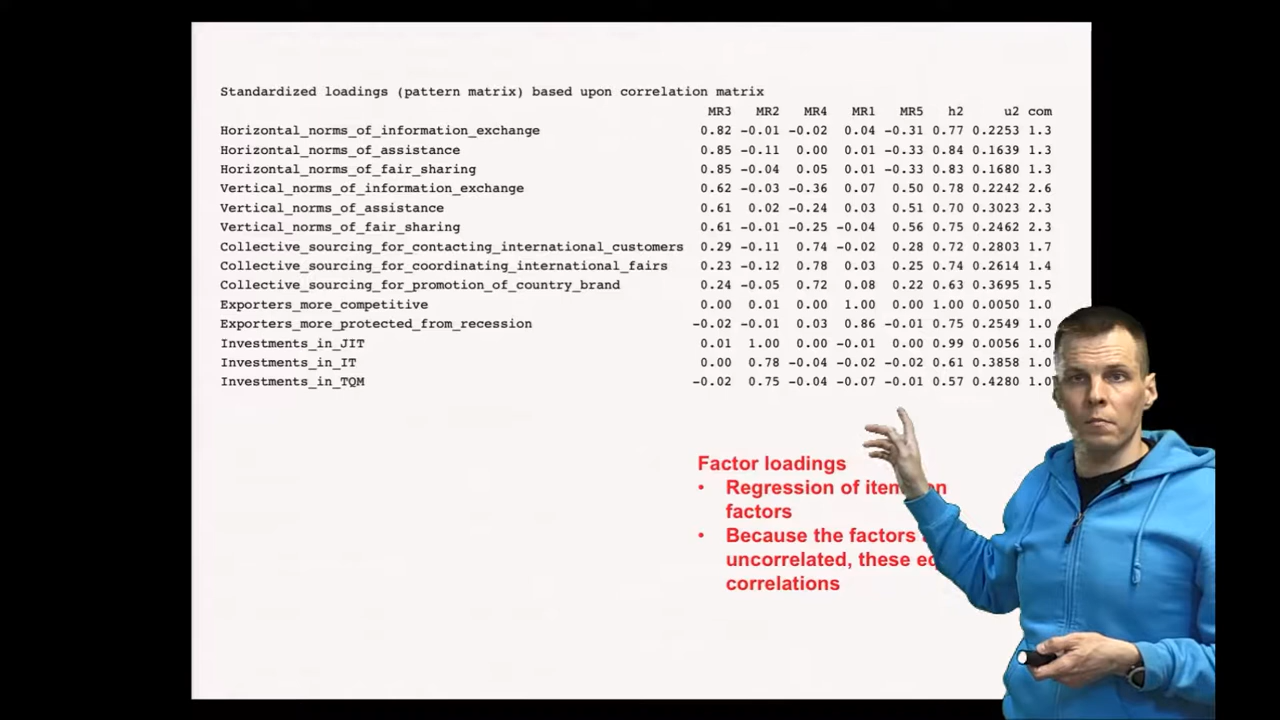 Standardized loadings (pattern matrix) based upon correlation matrix
MR3 MR2 MR4 MR1 MR5 h2 u2 com
Horizontal_norms_of_information_exchange 0.82 -0.01 -0.02 0.04 -0.31 0.77 0.2253 1.3
Horizontal_norms_of_assistance 0.85 -0.11 0.00 0.01 -0.33 0.84 0.1639 1.3
Horizontal_norms_of_fair_sharing 0.85 -0.04 0.05 0.01 -0.33 0.83 0.1680 1.3
Vertical_norms_of_information_exchange 0.62 -0.03 -0.36 0.07 0.50 0.78 0.2242 2.6
Vertical_norms_of_assistance 0.61 0.02 -0.24 0.03 0.51 0.70 0.3023 2.3
Vertical_norms_of_fair_sharing 0.61 -0.01 -0.25 -0.04 0.56 0.75 0.2462 2.3
Collective_sourcing_for_contacting_international_customers 0.29 -0.11 0.74 -0.02 0.28 0.72 0.2803 1.7
Collective_sourcing_for_coordinating_international_fairs 0.23 -0.12 0.78 0.03 0.25 0.74 0.2614 1.4
Collective_sourcing_for_promotion_of_country_brand 0.24 -0.05 0.72 0.08 0.22 0.63 0.3695 1.5
Exporters_more_competitive 0.00 0.01 0.00 1.00 0.00 1.00 0.0050 1.0
Exporters_more_protected_from_recession -0.02 -0.01 0.03 0.86 -0.01 0.75 0.2549 1.0
Investments_in_JIT 0.01 1.00 0.00 -0.01 0.00 0.99 0.0056 1.0
Investments_in_IT 0.00 0.78 -0.04 -0.02 -0.02 0.61 0.3858 1.0
Investments_in_TQM -0.02 0.75 -0.04 -0.07 -0.01 0.57 0.4280 1.0
Factor loadings
• Regression of
factors
• Because the factors
uncorrelated, these
correlations